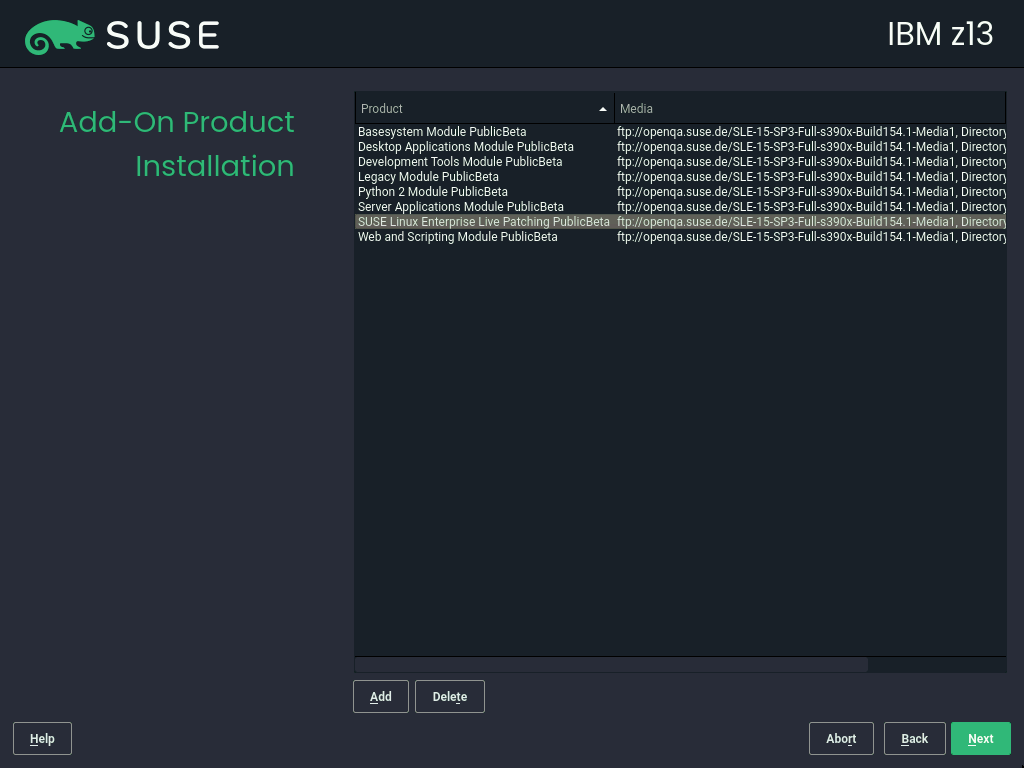 SUSE
IBM z13
Add-On Product
Installation
Product Media
Basesystem Module PublicBeta ftp://openqa.suse.de/SLE-15-SP3-Full-s390x-Build154.1-Media1, Directory
Desktop Applications Module PublicBeta ftp://openqa.suse.de/SLE-15-SP3-Full-s390x-Build154.1-Media1, Directory
Development Tools Module PublicBeta ftp://openqa.suse.de/SLE-15-SP3-Full-s390x-Build154.1-Media1, Directory
Legacy Module PublicBeta ftp://openqa.suse.de/SLE-15-SP3-Full-s390x-Build154.1-Media1, Directory
Python 2 Module PublicBeta ftp://openqa.suse.de/SLE-15-SP3-Full-s390x-Build154.1-Media1, Directory
Server Applications Module PublicBeta ftp://openqa.suse.de/SLE-15-SP3-Full-s390x-Build154.1-Media1, Directory
SUSE Linux Enterprise Live Patching PublicBeta ftp://openqa.suse.de/SLE-15-SP3-Full-s390x-Build154.1-Media1, Directory
Web and Scripting Module PublicBeta ftp://openqa.suse.de/SLE-15-SP3-Full-s390x-Build154.1-Media1, Directory
Add Delete
Help Abort Back Next